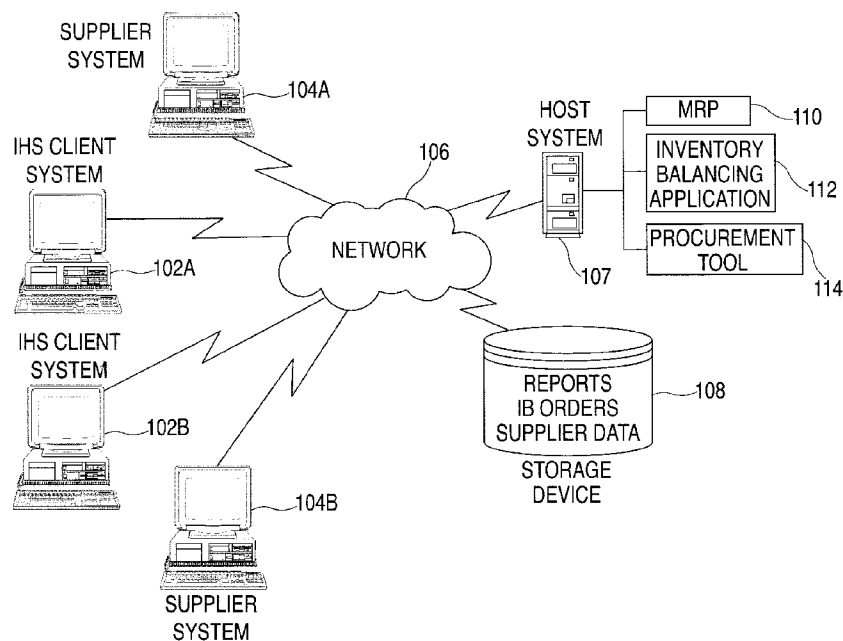 SUPPLIER
SYSTEM
104A
IHS CLIENT
SYSTEM
102A
IHS CLIENT
SYSTEM
102B
104B
SUPPLIER
SYSTEM
106
NETWORK
HOST
SYSTEM
107
MRP
110
INVENTORY
BALANCING
APPLICATION
112
PROCUREMENT
TOOL
114
REPORTS
IB ORDERS
SUPPLIER DATA
108
STORAGE
DEVICE